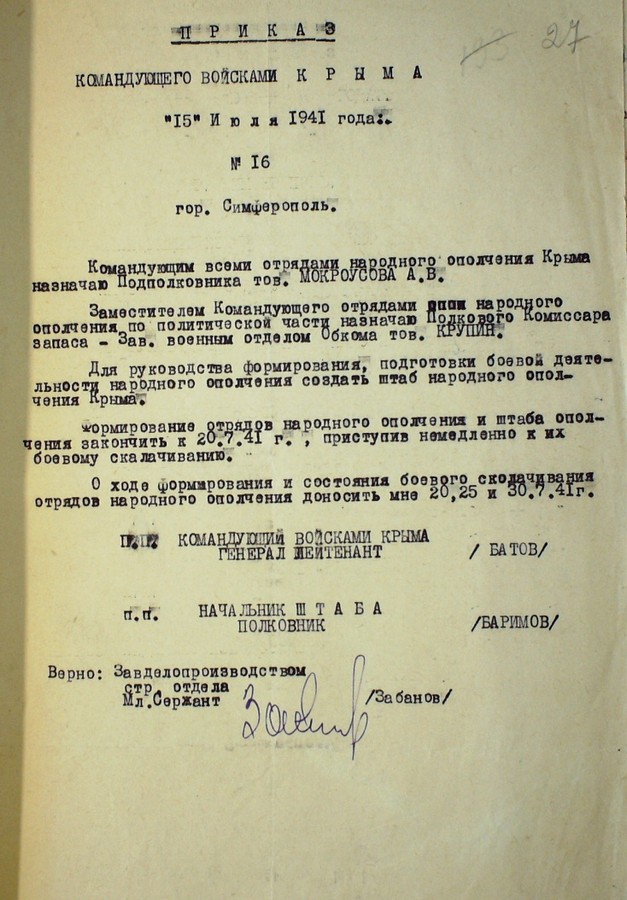 27
П Р И К А З
КОМАНДУЮЩЕГО ВОЙСКАМИ К Р Ы М А
"15" И ю л я 1941 года:.
№ 16
гор. Симферополь.
Командующим всеми отрядами народного ополчения Крыма
назначаю Подполковника тов. МОКРОУСОВА А.В.
Заместителем Командующего отрядами народного
ополчения по политической части назначаю Полкового Комиссара
запаса - Зав. военным отделом Обкома тов. КРУПИН.
Для руководства формирования, подготовки боевой деяте-
льности народного ополчения создать штаб народного опол-
чения Крыма.
Формирование отрядов народного ополчения и штаба опол-
чения закончить к 20.7.41 г. , приступив немедленно к их
боевому скалачиванию.
О ходе формирования и состояния боевого сколачивания
отрядов народного ополчения доносить мне 20,25 и 30.7.41г.
П.П. КОМАНДУЮЩИЙ ВОЙСКАМИ КРЫМА
ГЕНЕРАЛ ЛЕЙТЕНАНТ / БАТОВ/
п.п. НАЧАЛЬНИК Ш Т А Б А
ПОЛКОВНИК /БАРИМОВ/
Верно: Завделопроизводством
стр. отдела
Мл.Сержант /Забанов/